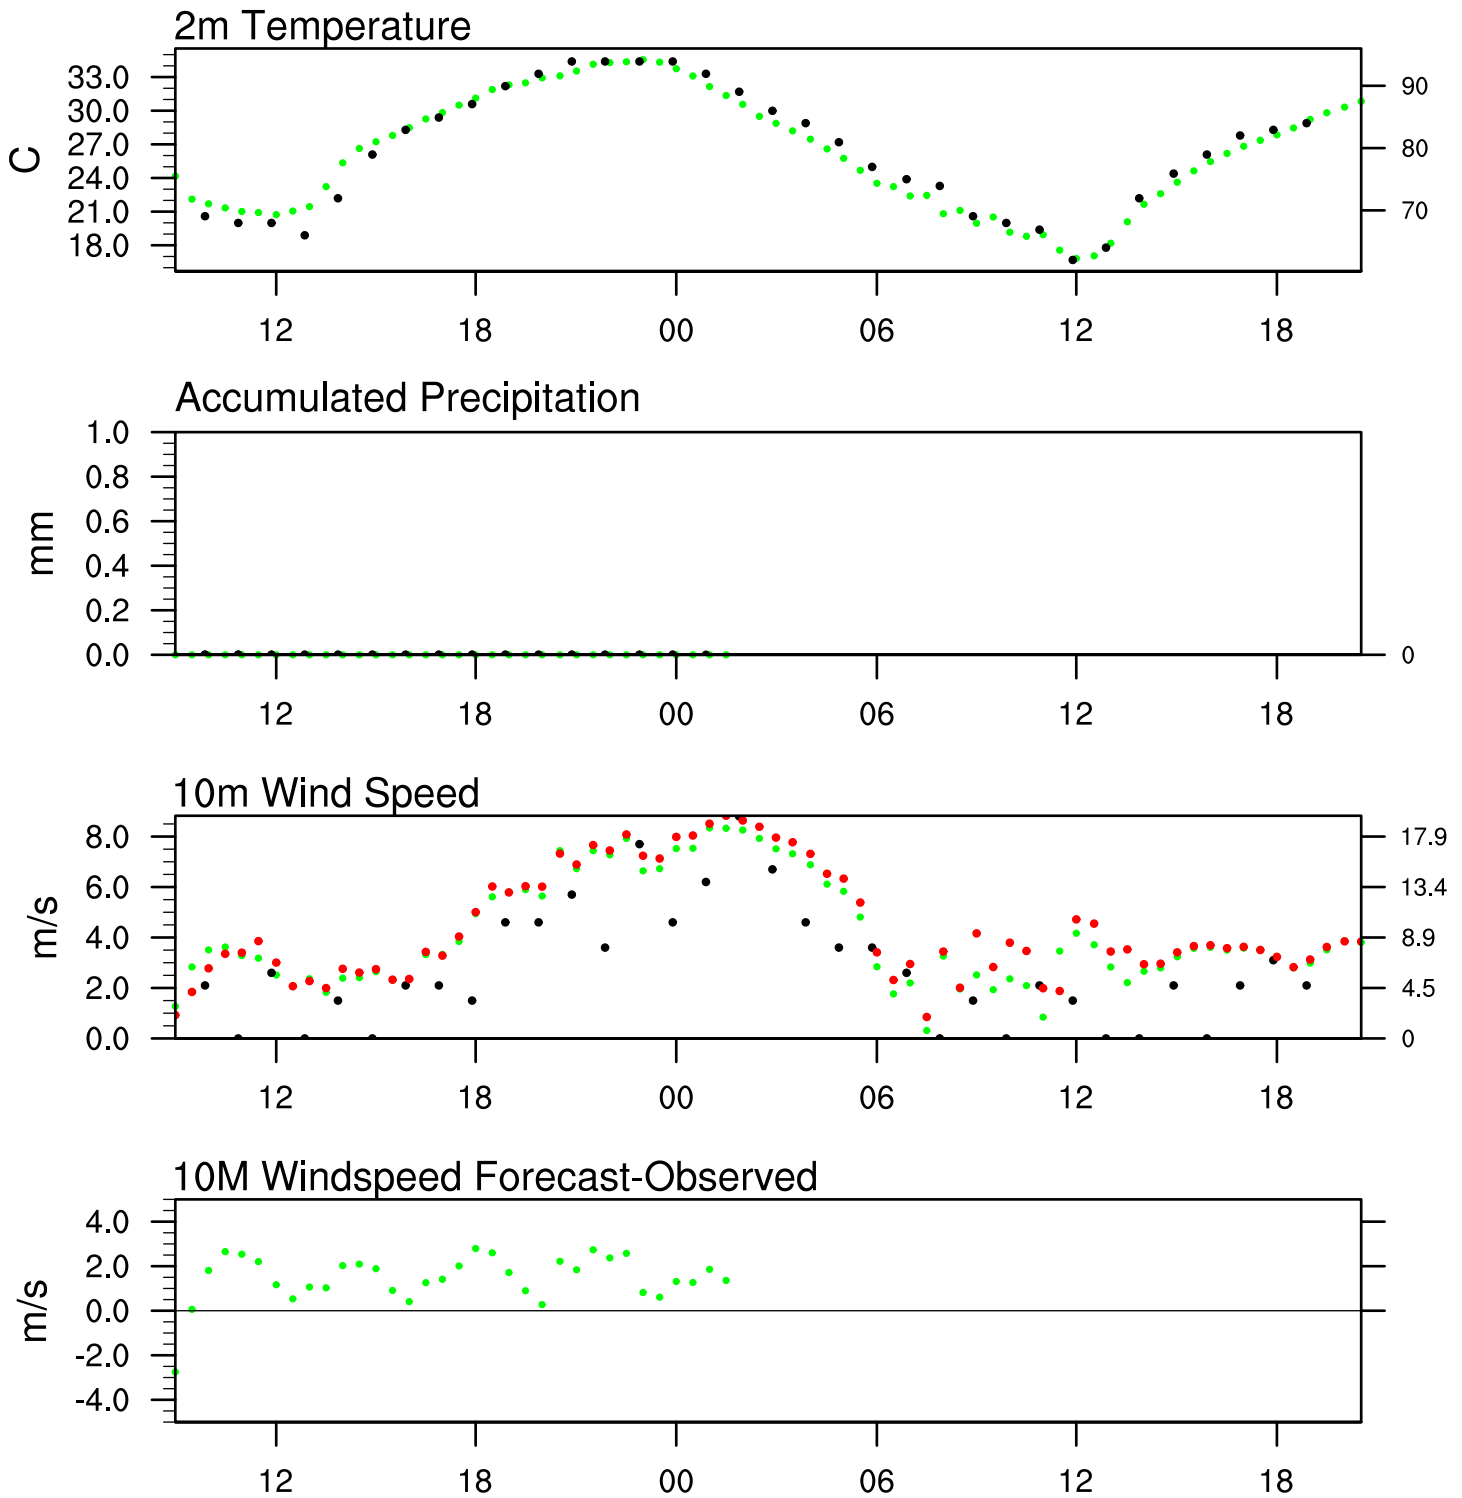 2m Temperature
33.0
30.0
27.0
24.0
21.0
18.0
C
90
80
70
12 18 00 06 12 18
Accumulated Precipitation
1.0
0.8
0.6
0.4
0.2
0.0
mm
0
12 18 00 06 12 18
10m Wind Speed
8.0
6.0
4.0
2.0
0.0
m/s
17.9
13.4
8.9
4.5
0
12 18 00 06 12 18
10M Windspeed Forecast-Observed
4.0
2.0
0.0
-2.0
-4.0
m/s
12 18 00 06 12 18